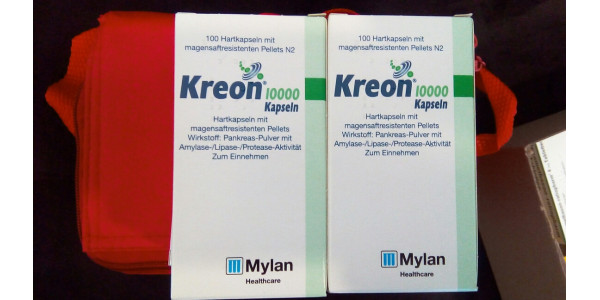 100 Hartkapseln mit
magensaftresistenten Pellets N2
Kreon® 10000
Kapseln
Hartkapseln mit
magensaftresistenten Pellets
Wirkstoff: Pankreas-Pulver mit
Amylase-/Lipase-/Protease-Aktivität
Zum Einnehmen
Mylan
Healthcare
100 Hartkapseln mit
magensaftresistenten Pellets N2
Kreon® 10000
Kapseln
Hartkapseln mit
magensaftresistenten Pellets
Wirkstoff: Pankreas-Pulver mit
Amylase-/Lipase-/Protease-Aktivität
Zum Einnehmen
Mylan
Healthcare